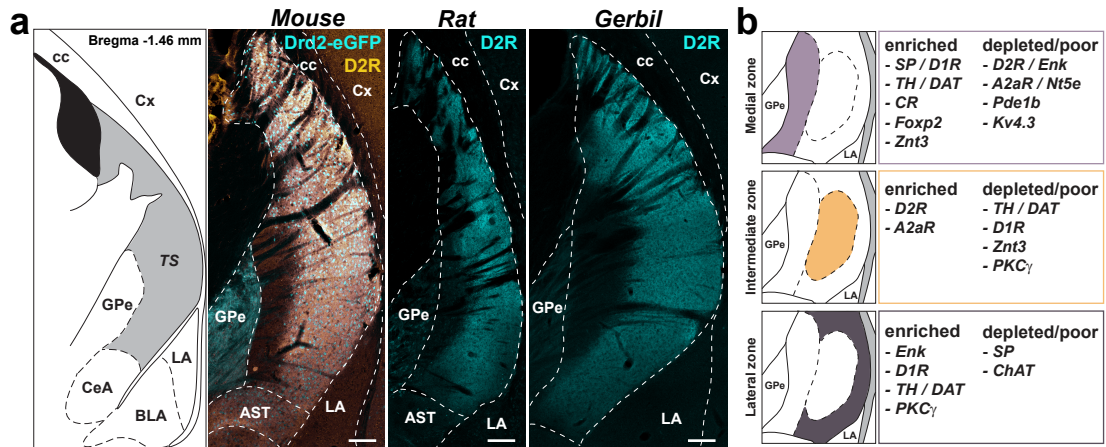 a
Bregma -1.46 mm
cc
Cx
TS
GPe
CeA
LA
BLA
Mouse
Drd2-eGFP
D2R
cc
Cx
GPe
AST
LA
Rat
D2R
cc
AST
LA
Gerbil
D2R
cc
Cx
GPe
LA
b
Medial zone
GPe
LA
enriched
- SP / D1R
- TH / DAT
- CR
- Foxp2
- Znt3
depleted/poor
- D2R / Enk
- A2aR / Nt5e
- Pde1b
- Kv4.3
Intermediate zone
GPe
LA
enriched
- D2R
- A2aR
depleted/poor
- TH / DAT
- D1R
- Znt3
- PKCγ
Lateral zone
GPe
LA
enriched
- Enk
- D1R
- TH / DAT
- PKCγ
depleted/poor
- SP
- ChAT